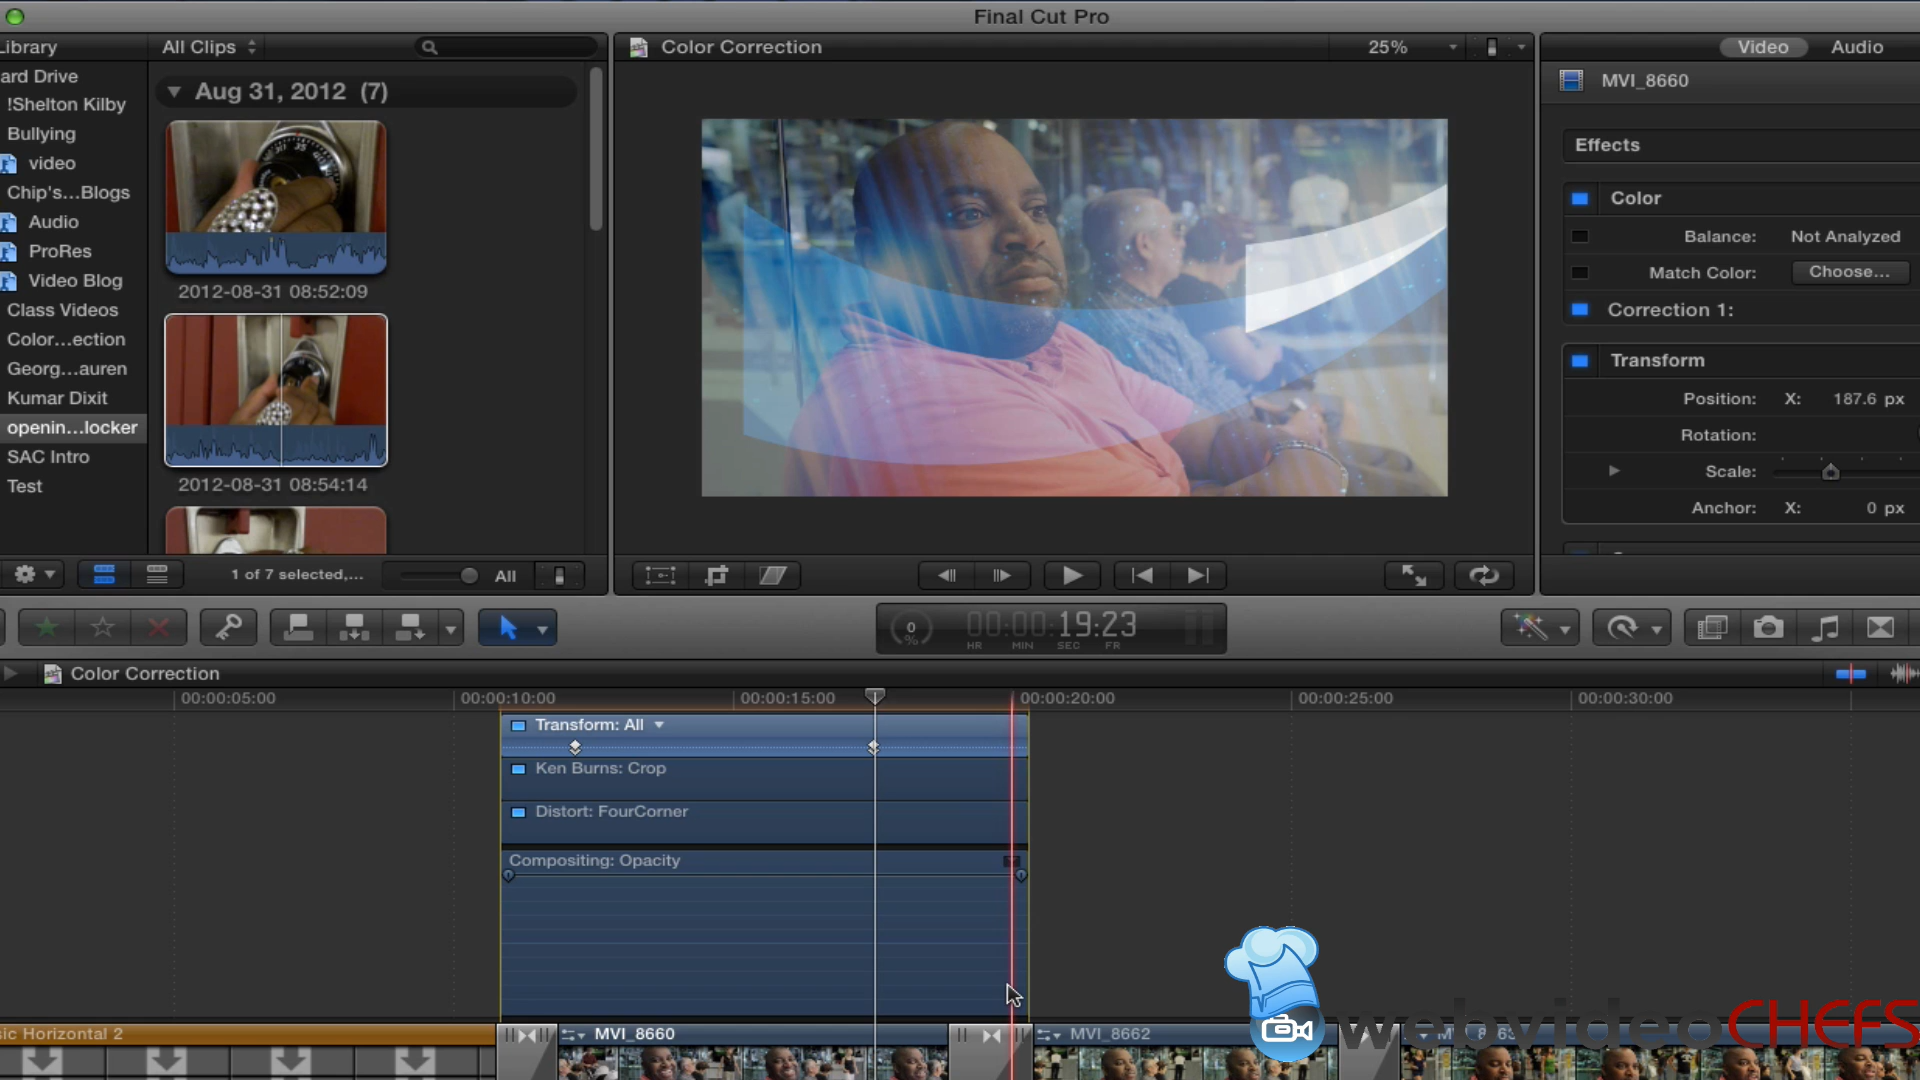 Final Cut Pro
Library
All Clips
Color Correction
25%
Video
Audio
ard Drive
!Shelton Kilby
Bullying
video
Chip's...Blogs
Audio
ProRes
Video Blog
Class Videos
Color...ection
Georg...auren
Kumar Dixit
openin...locker
SAC Intro
Test
Aug 31, 2012 (7)
2012-08-31 08:52:09
2012-08-31 08:54:14
MVI_8660
Effects
Color
Balance: Not Analyzed
Match Color: Choose...
Correction 1:
Transform
Position: X: 187.6 px
Rotation:
Scale:
Anchor: X: 0 px
1 of 7 selected,...
All
0
%
00:00:19:23
HR MIN SEC FR
Color Correction
00:00:05:00
00:00:10:00
00:00:15:00
00:00:20:00
00:00:25:00
00:00:30:00
Transform: All
Ken Burns: Crop
Distort: FourCorner
Compositing: Opacity
sic Horizontal 2
MVI_8660
MVI_8662
webvideoCHEFS